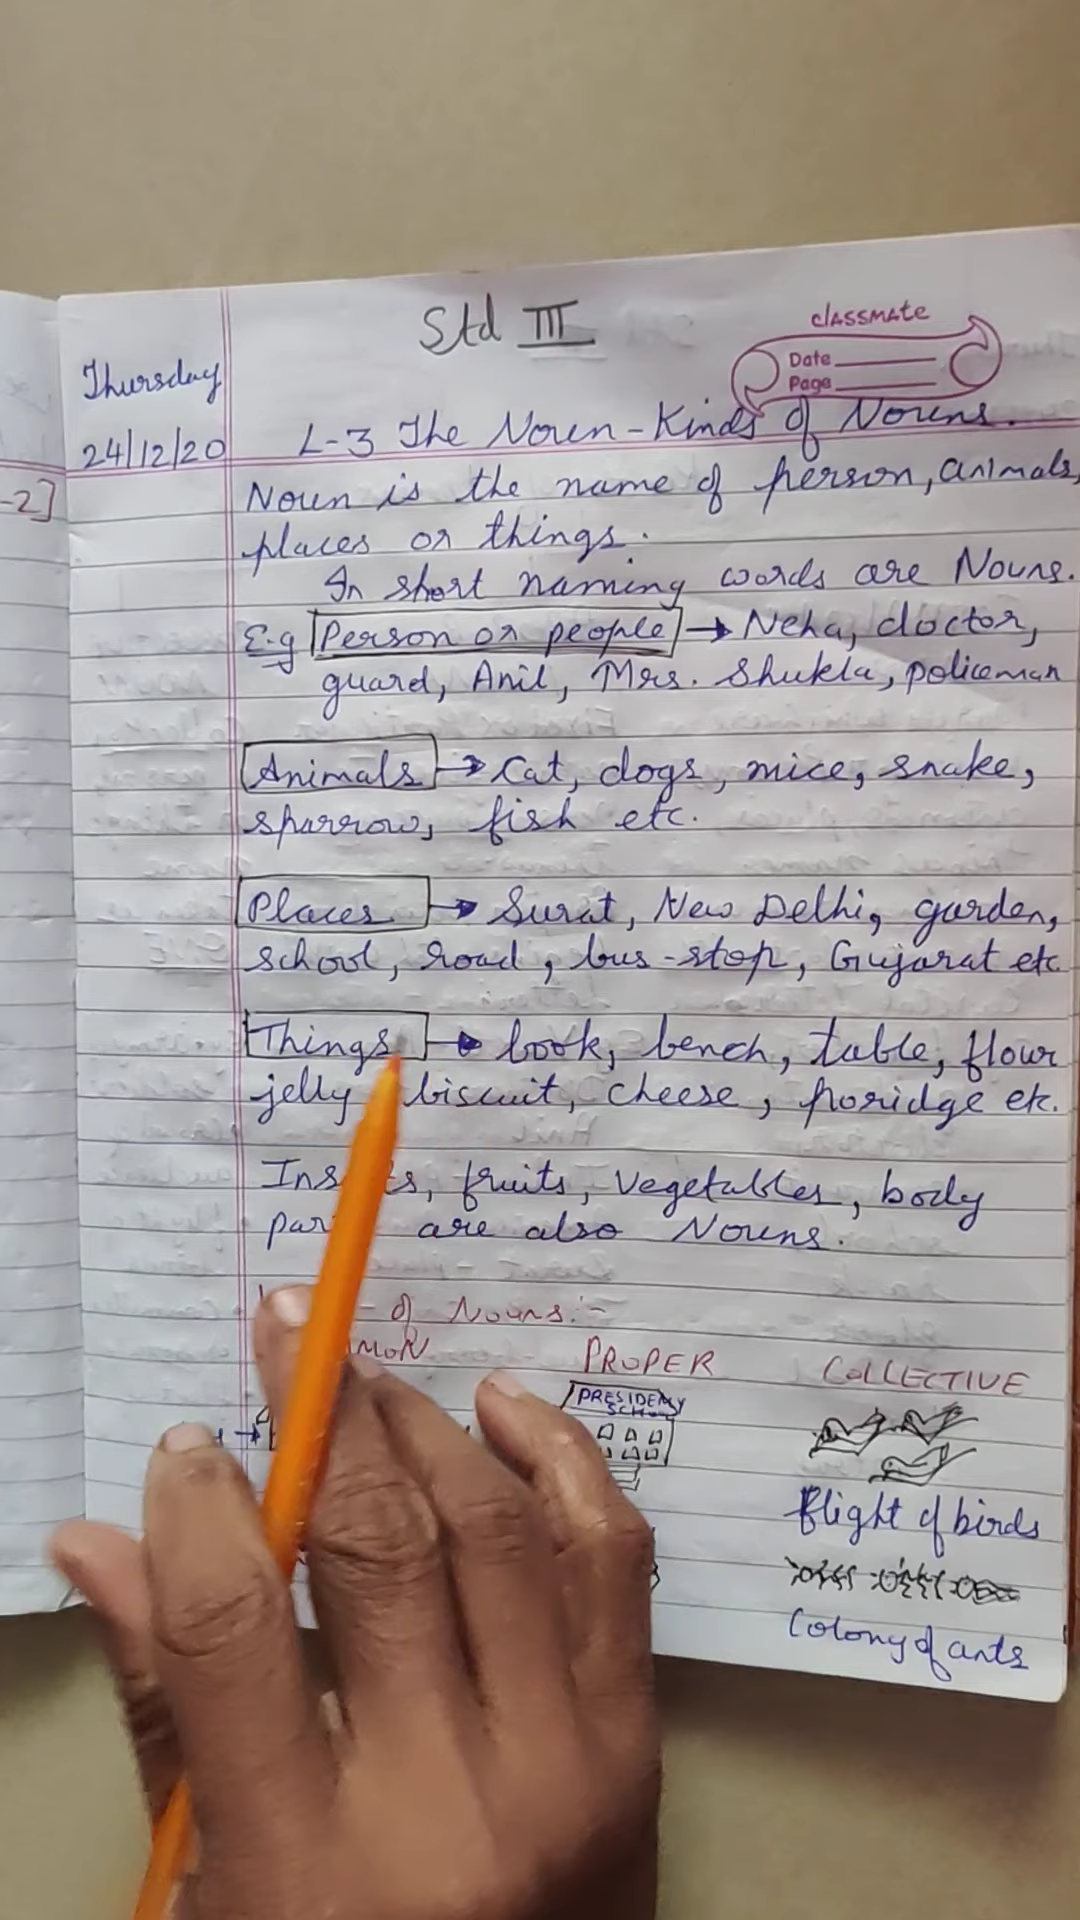 Std III
classmate
Date
Page
Thursday
24/12/20
L-3 The Noun-Kinds of Nouns.
-2]
Noun is the name of person, animals,
places or things.
In short naming words are Nouns.
E.g Person or people → Neha, doctor,
guard, Anil, Mrs. Shukla, policeman
Animals → Cat, dogs, mice, snake,
sparrow, fish etc.
Places → Surat, New Delhi, garden,
school, road, bus-stop, Gujarat etc
Things → book, bench, table, flour
jelly biscuit, cheese, poridge etc.
fruits, vegetables, body
are also Nouns.
of Nouns:-
PROPER COLLECTIVE
PRESIDENCY
SCHOOL
flight of birds
Colony of ants